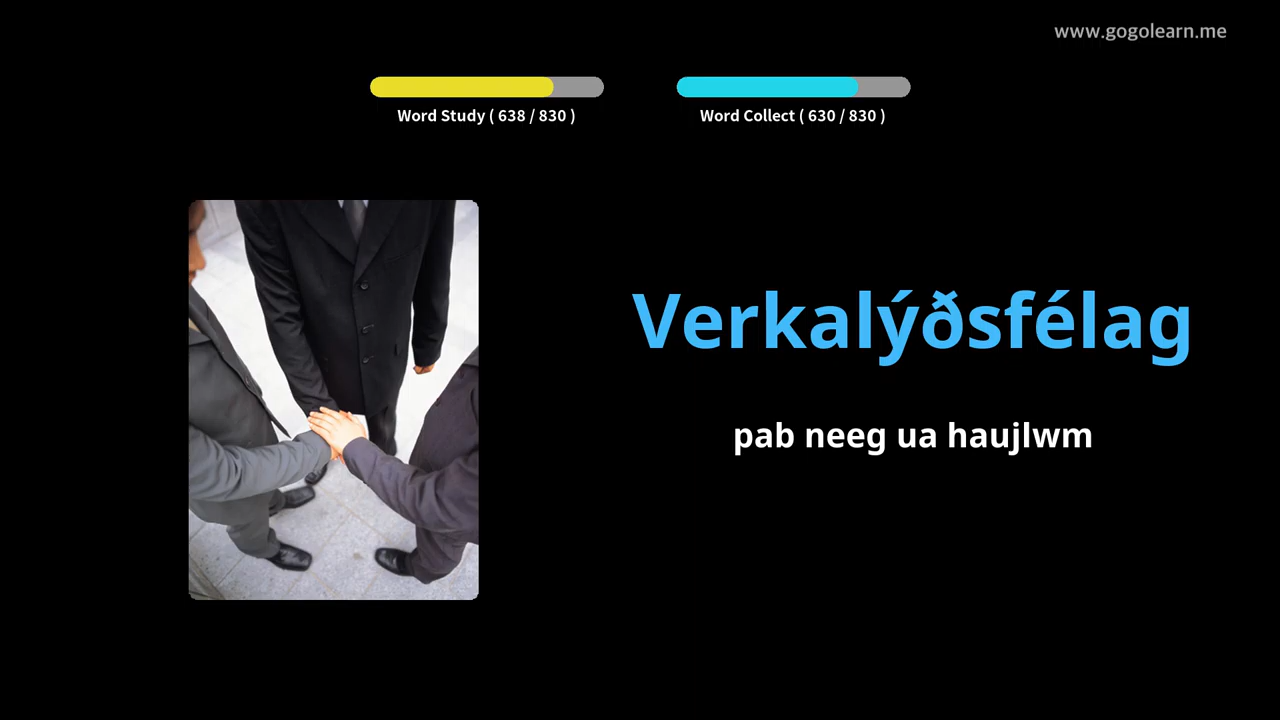 www.gogolearn.me
Word Study ( 638 / 830 )
Word Collect ( 630 / 830 )
Verkalýðsfélag
pab neeg ua haujlwm